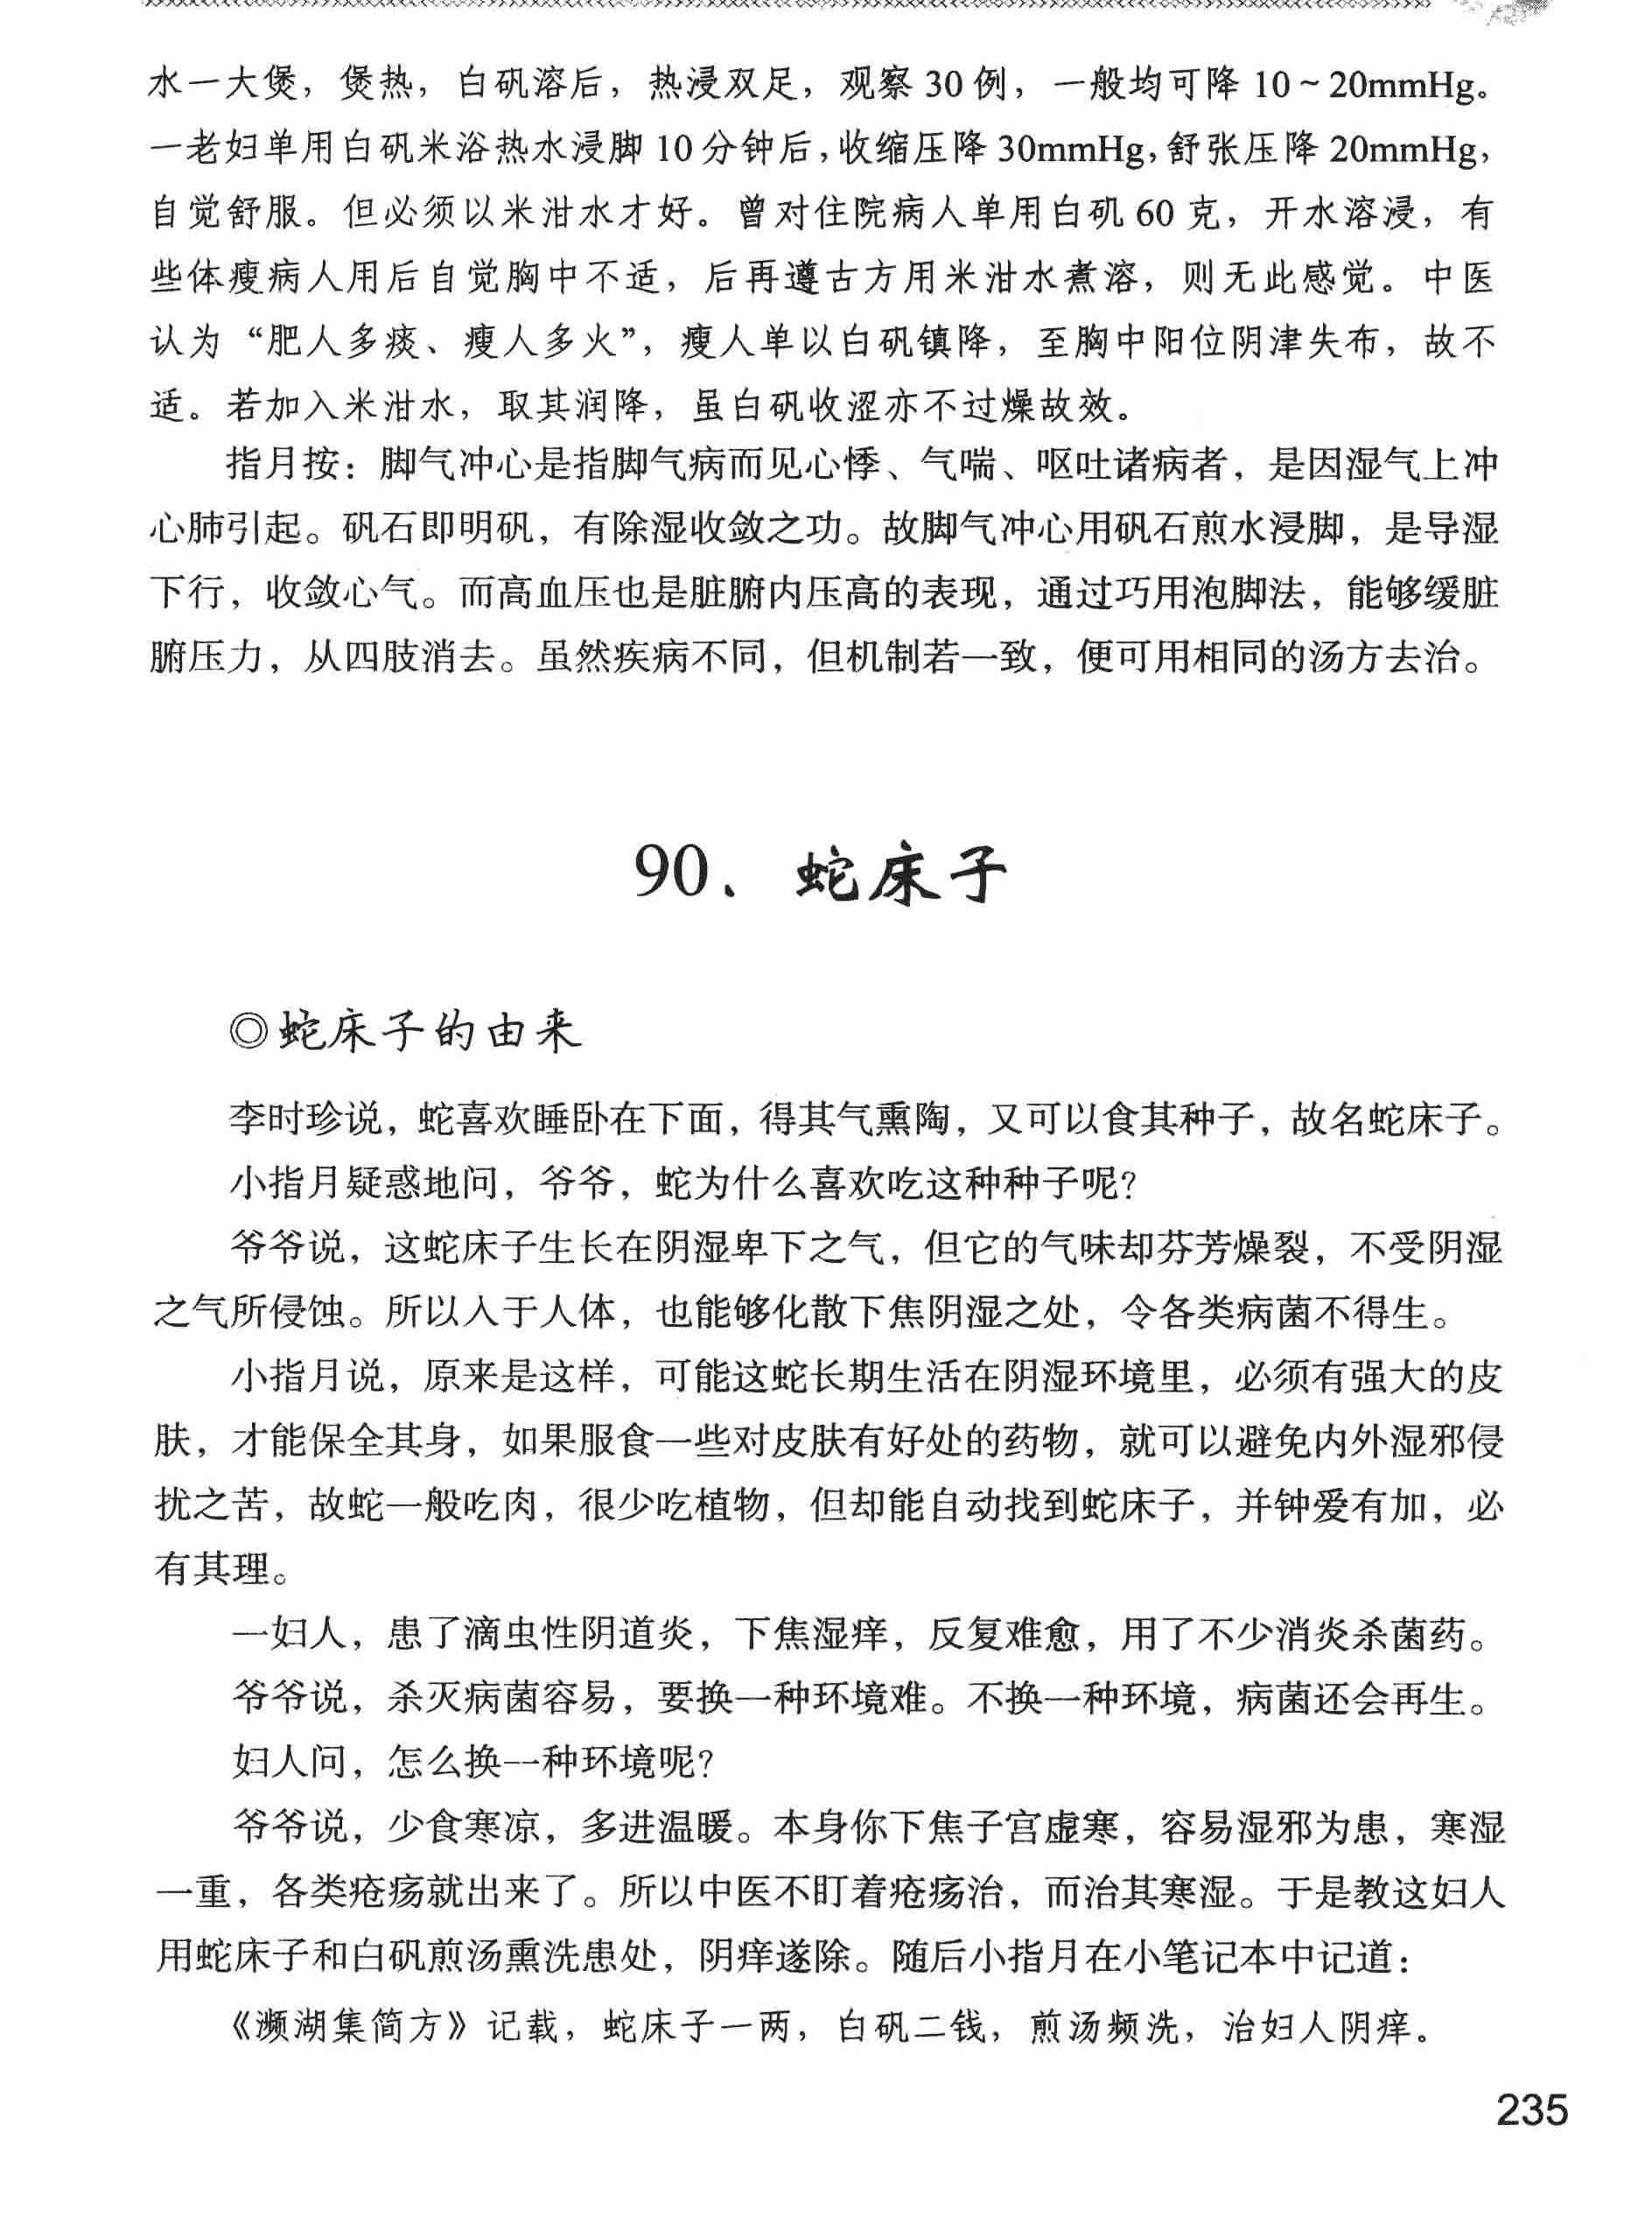 水一大煲，煲热，白矾溶后，热浸双足，观察 30 例，一般均可降 10～20mmHg。
一老妇单用白矾米浴热水浸脚 10 分钟后，收缩压降 30mmHg，舒张压降 20mmHg，
自觉舒服。但必须以米泔水才好。曾对住院病人单用白矾 60 克，开水溶浸，有
些体瘦病人用后自觉胸中不适，后再遵古方用米泔水煮溶，则无此感觉。中医
认为“肥人多痰、瘦人多火”，瘦人单以白矾镇降，至胸中阳位阴津失布，故不
适。若加入米泔水，取其润降，虽白矾收涩亦不过燥故效。
指月按：脚气冲心是指脚气病而见心悸、气喘、呕吐诸病者，是因湿气上冲
心肺引起。矾石即明矾，有除湿收敛之功。故脚气冲心用矾石煎水浸脚，是导湿
下行，收敛心气。而高血压也是脏腑内压高的表现，通过巧用泡脚法，能够缓脏
腑压力，从四肢消去。虽然疾病不同，但机制若一致，便可用相同的汤方去治。
90、蛇床子
◎蛇床子的由来
李时珍说，蛇喜欢睡卧在下面，得其气熏陶，又可以食其种子，故名蛇床子。
小指月疑惑地问，爷爷，蛇为什么喜欢吃这种种子呢？
爷爷说，这蛇床子生长在阴湿卑下之气，但它的气味却芬芳燥裂，不受阴湿
之气所侵蚀。所以入于人体，也能够化散下焦阴湿之处，令各类病菌不得生。
小指月说，原来是这样，可能这蛇长期生活在阴湿环境里，必须有强大的皮
肤，才能保全其身，如果服食一些对皮肤有好处的药物，就可以避免内外湿邪侵
扰之苦，故蛇一般吃肉，很少吃植物，但却能自动找到蛇床子，并钟爱有加，必
有其理。
一妇人，患了滴虫性阴道炎，下焦湿痒，反复难愈，用了不少消炎杀菌药。
爷爷说，杀灭病菌容易，要换一种环境难。不换一种环境，病菌还会再生。
妇人问，怎么换一种环境呢？
爷爷说，少食寒凉，多进温暖。本身你下焦子宫虚寒，容易湿邪为患，寒湿
一重，各类疮疡就出来了。所以中医不盯着疮疡治，而治其寒湿。于是教这妇人
用蛇床子和白矾煎汤熏洗患处，阴痒遂除。随后小指月在小笔记本中记道：
《濒湖集简方》记载，蛇床子一两，白矾二钱，煎汤频洗，治妇人阴痒。
235